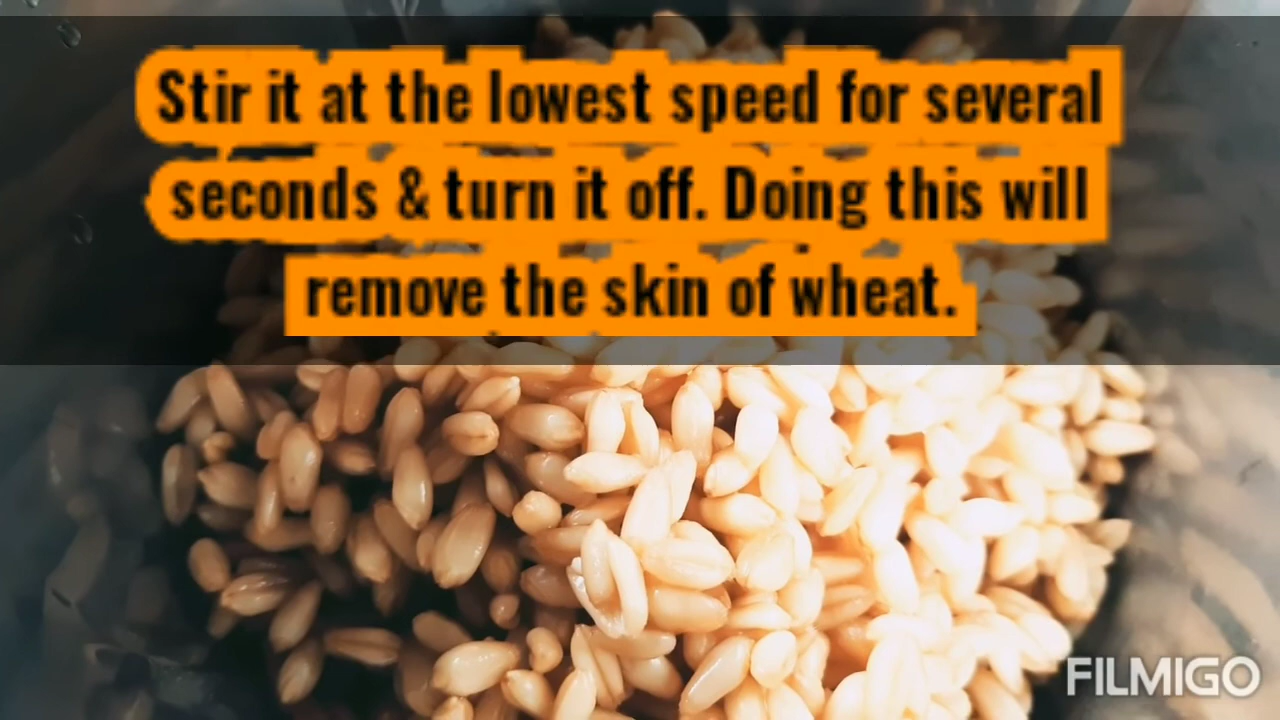 Stir it at the lowest speed for several
seconds & turn it off. Doing this will
remove the skin of wheat.
FILMIGO